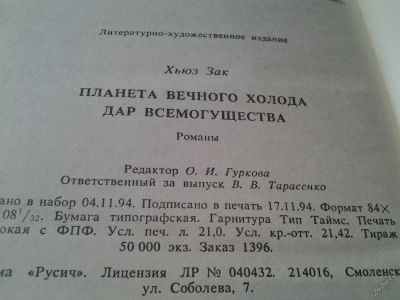 Литературно-художественное издание
Хьюз Зак
ПЛАНЕТА ВЕЧНОГО ХОЛОДА
ДАР ВСЕМОГУЩЕСТВА
Романы
Редактор О. И. Гуркова
Ответственный за выпуск В. В. Тарасенко
ано в набор 04.11.94. Подписано в печать 17.11.94. Формат 84×
08¹/₃₂. Бумага типографская. Гарнитура Тип Таймс. Печать
окая с ФПФ. Усл. печ. л. 21,0. Усл. кр.-отт. 21,42. Тираж
50 000 экз. Заказ 1396.
ма «Русич». Лицензия ЛР № 040432. 214016, Смоленск
ул. Соболева, 7.